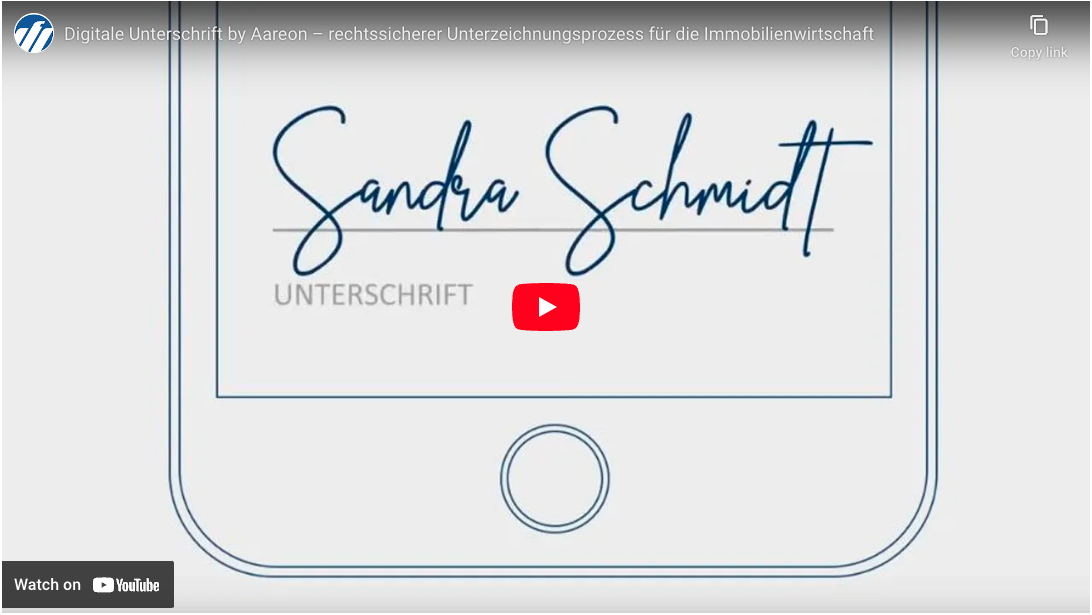 Digitale Unterschrift by Aareon – rechtssicherer Unterzeichnungsprozess für die Immobilienwirtschaft
Copy link
Sandra Schmidt
UNTERSCHRIFT
Watch on YouTube